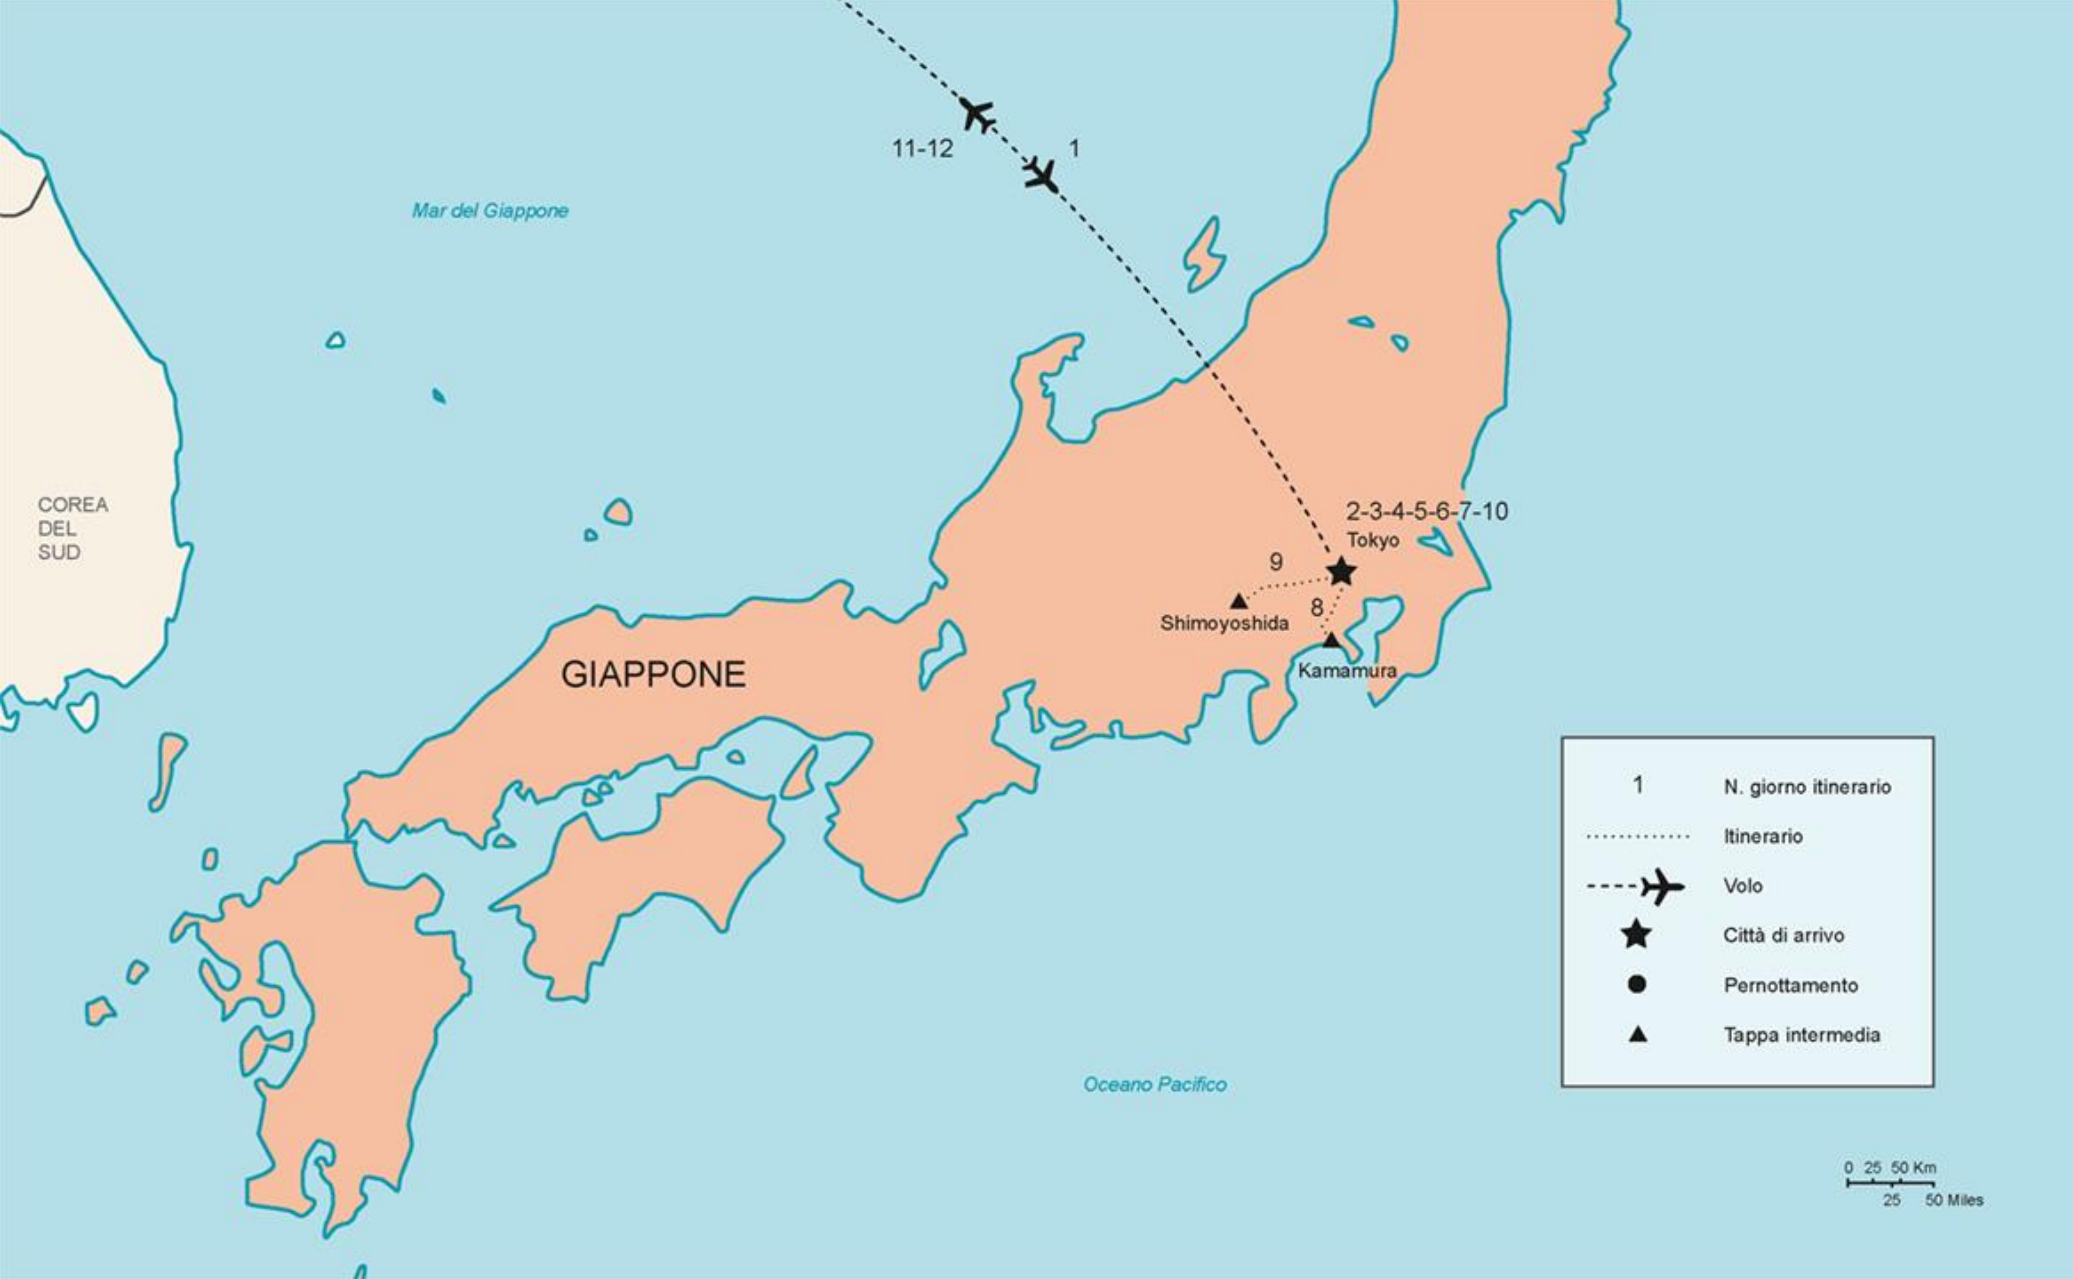 11-12
1
Mar del Giappone
COREA
DEL
SUD
2-3-4-5-6-7-10
Tokyo
9
8
Shimoyoshida
Kamamura
GIAPPONE
1 N. giorno itinerario
Itinerario
Volo
Città di arrivo
Pernottamento
Tappa intermedia
Oceano Pacifico
0 25 50 Km
25 50 Miles